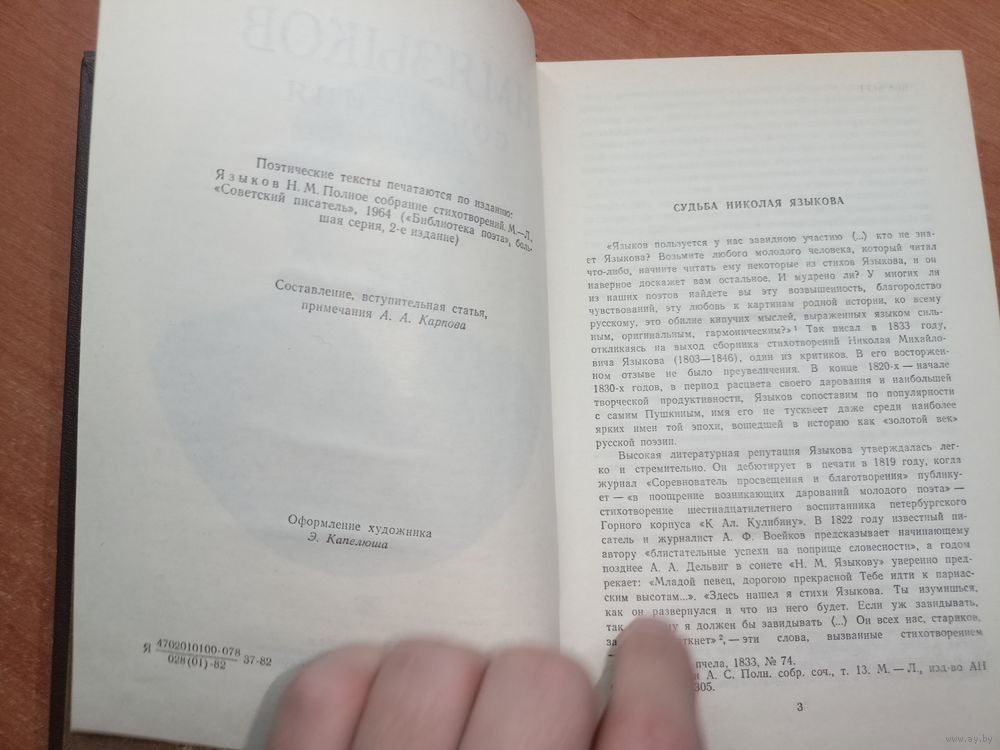 Поэтические тексты печатаются по изданию:
Языков Н. М. Полное собрание стихотворений. М.—Л.,
«Советский писатель», 1964 («Библиотека поэта», боль-
шая серия, 2-е издание)
Составление, вступительная статья,
примечания А. А. Карпова
Оформление художника
Э. Капелюша
Я 4702010100-078
028(01)-82
37-82
СУДЬБА НИКОЛАЯ ЯЗЫКОВА
«Языков пользуется у нас завидною участию ⟨...⟩ кто не зна-
ет Языкова? Возьмите любого молодого человека, который читал
что-либо, начните читать ему некоторые из стихов Языкова, и он
наверное доскажет вам остальное. И мудрено ли? У многих ли
из наших поэтов найдете вы эту возвышенность, благородство
чувствований, эту любовь к картинам родной истории, ко всему
русскому, это обилие кипучих мыслей, выраженных языком силь-
ным, оригинальным, гармоническим?»¹ Так писал в 1833 году,
откликаясь на выход сборника стихотворений Николая Михайло-
вича Языкова (1803—1846), один из критиков. В его восторжен-
ном отзыве не было преувеличения. В конце 1820-х — начале
1830-х годов, в период расцвета своего дарования и наибольшей
творческой продуктивности, Языков сопоставим по популярности
с самим Пушкиным, имя его не тускнеет даже среди наиболее
ярких имен той эпохи, вошедшей в историю как «золотой век»
русской поэзии.
Высокая литературная репутация Языкова утверждалась лег-
ко и стремительно. Он дебютирует в печати в 1819 году, когда
журнал «Соревнователь просвещения и благотворения» публику-
ет — «в поощрение возникающих дарований молодого поэта» —
стихотворение шестнадцатилетнего воспитанника петербургского
Горного корпуса «К Ал. Кулибину». В 1822 году известный пи-
сатель и журналист А. Ф. Воейков предсказывает начинающему
автору «блистательные успехи на поприще словесности», а годом
позднее А. А. Дельвиг в сонете «Н. М. Языкову» уверенно пред-
рекает: «Младой певец, дорогою прекрасной Тебе идти к парнас-
ским высотам...». «Здесь нашел я стихи Языкова. Ты изумишься,
как он развернулся и что из него будет. Если уж завидывать,
так му я должен бы завидывать ⟨...⟩ Он всех нас, стариков,
за ткнет»², — эти слова, вызванные стихотворением
пчела, 1833, № 74.
н А. С. Полн. собр. соч., т. 13. М. — Л., изд-во АН
305.
3
www.ay.by